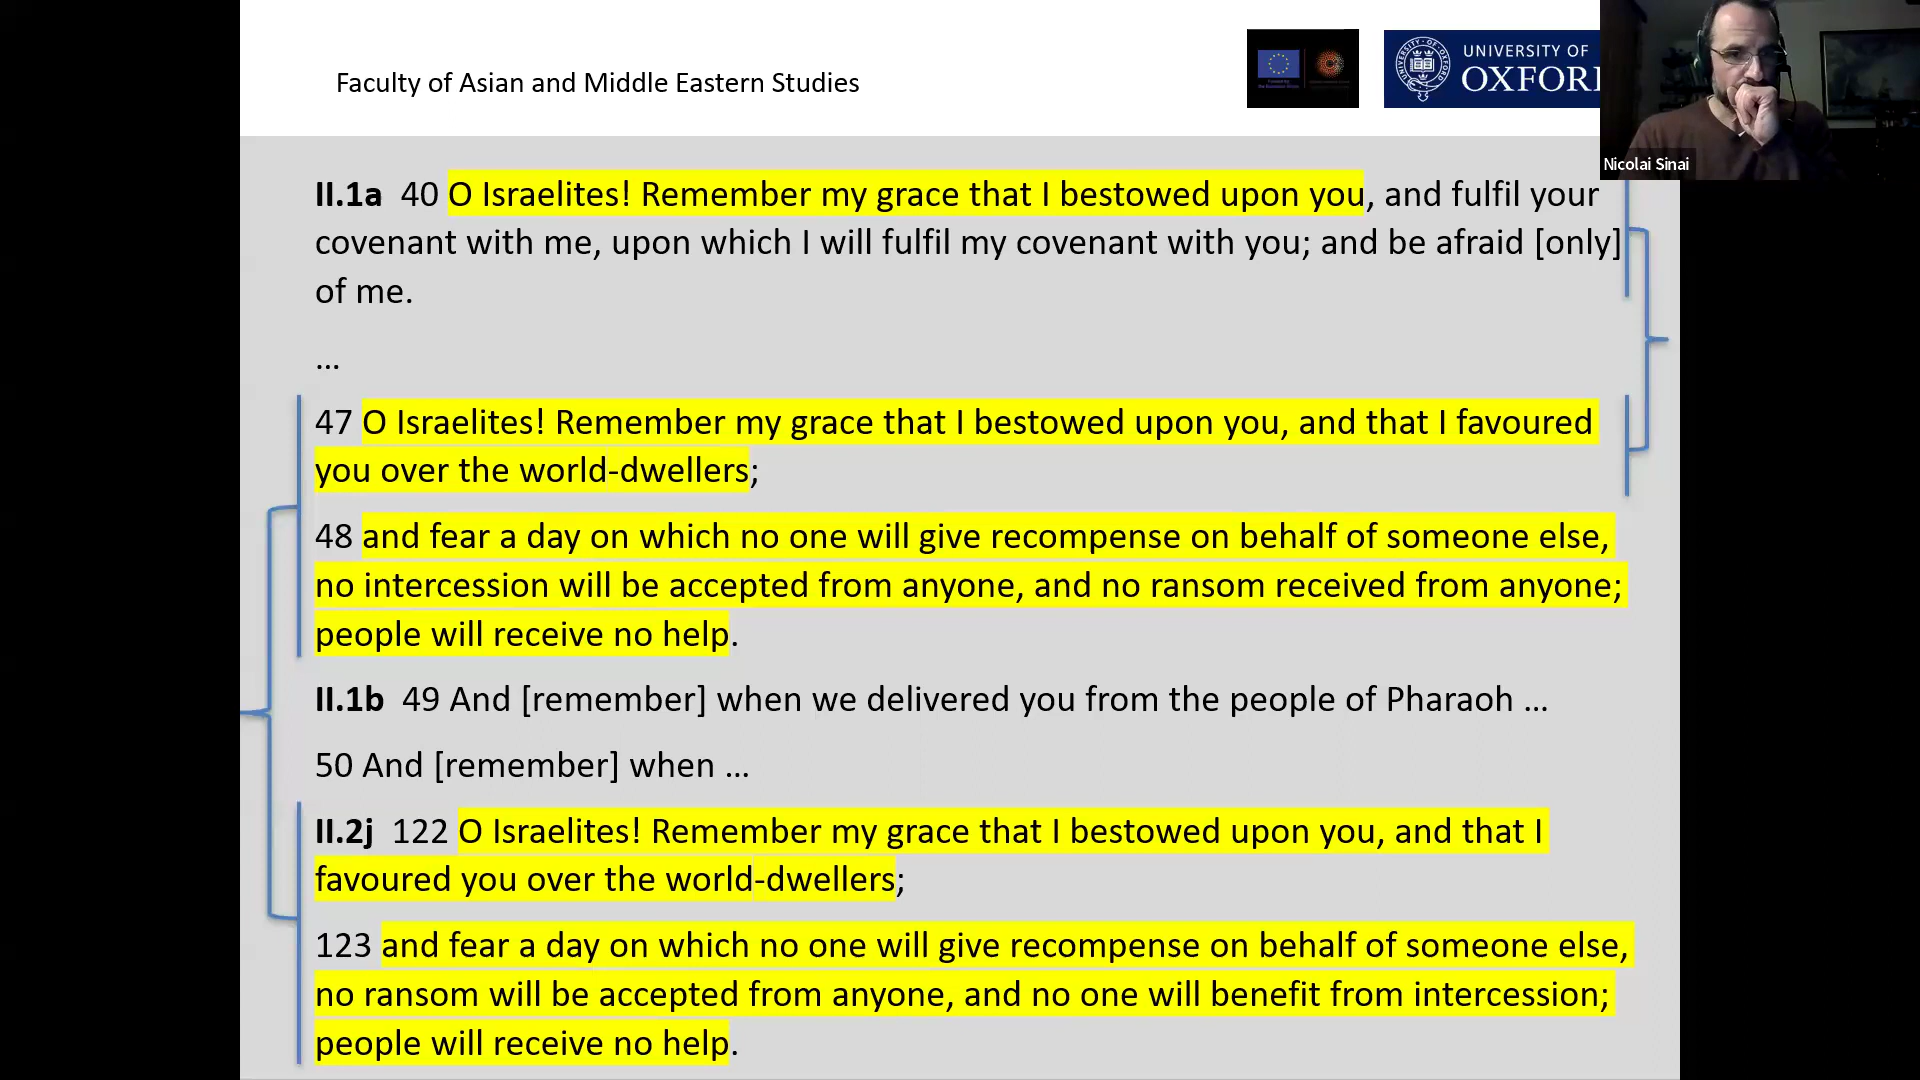 Faculty of Asian and Middle Eastern Studies
UNIVERSITY OF
OXFOR
Nicolai Sinai
II.1a 40 O Israelites! Remember my grace that I bestowed upon you, and fulfil your
covenant with me, upon which I will fulfil my covenant with you; and be afraid [only]
of me.
...
47 O Israelites! Remember my grace that I bestowed upon you, and that I favoured
you over the world-dwellers;
48 and fear a day on which no one will give recompense on behalf of someone else,
no intercession will be accepted from anyone, and no ransom received from anyone;
people will receive no help.
II.1b 49 And [remember] when we delivered you from the people of Pharaoh ...
50 And [remember] when ...
II.2j 122 O Israelites! Remember my grace that I bestowed upon you, and that I
favoured you over the world-dwellers;
123 and fear a day on which no one will give recompense on behalf of someone else,
no ransom will be accepted from anyone, and no one will benefit from intercession;
people will receive no help.